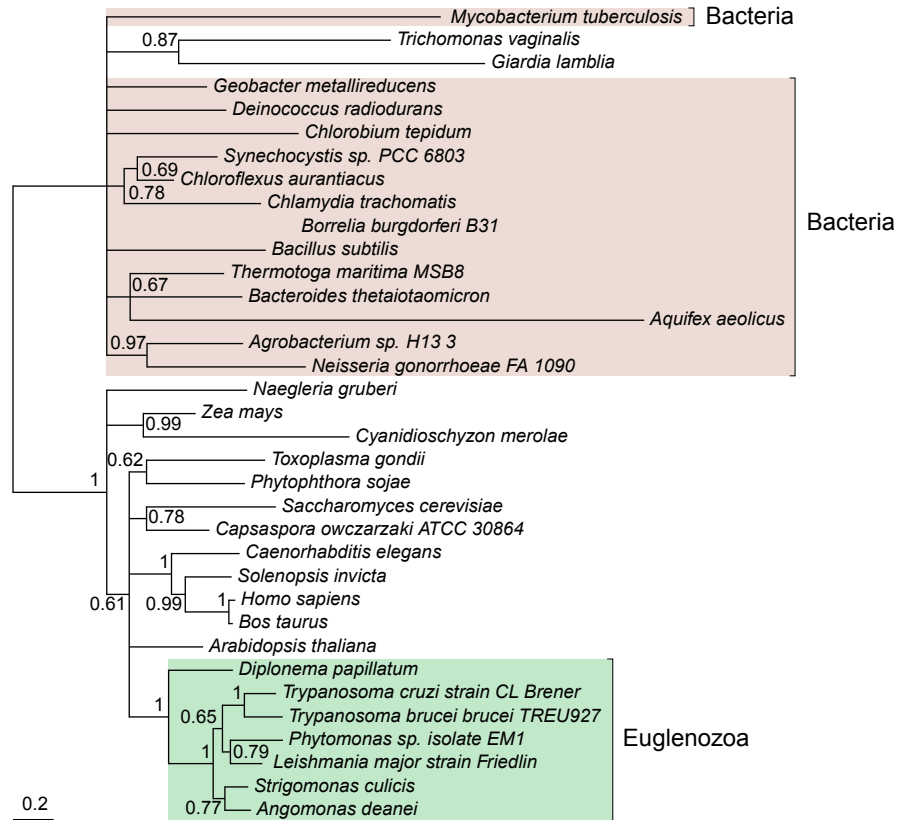 Mycobacterium tuberculosis
Bacteria
0.87
Trichomonas vaginalis
Giardia lamblia
Geobacter metallireducens
Deinococcus radiodurans
Chlorobium tepidum
Synechocystis sp. PCC 6803
0.69
Chloroflexus aurantiacus
0.78
Chlamydia trachomatis
Borrelia burgdorferi B31
Bacteria
Bacillus subtilis
Thermotoga maritima MSB8
0.67
Bacteroides thetaiotaomicron
Aquifex aeolicus
0.97
Agrobacterium sp. H13 3
Neisseria gonorrhoeae FA 1090
Naegleria gruberi
Zea mays
0.99
Cyanidioschyzon merolae
0.62
Toxoplasma gondii
1
Phytophthora sojae
Saccharomyces cerevisiae
0.78
Capsaspora owczarzaki ATCC 30864
Caenorhabditis elegans
1
Solenopsis invicta
0.61
0.99
1
Homo sapiens
Bos taurus
Arabidopsis thaliana
Diplonema papillatum
1
1
Trypanosoma cruzi strain CL Brener
0.65
Trypanosoma brucei brucei TREU927
Phytomonas sp. isolate EM1
Euglenozoa
1
0.79
Leishmania major strain Friedlin
Strigomonas culicis
0.77
Angomonas deanei
0.2